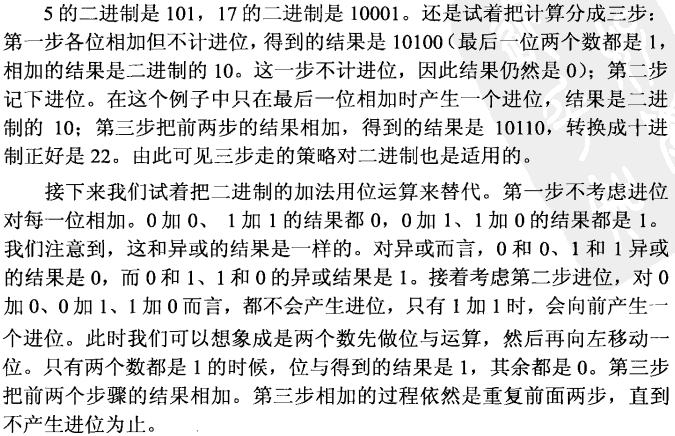 5 的二进制是 101，17 的二进制是 10001。还是试着把计算分成三步：
第一步各位相加但不计进位，得到的结果是 10100（最后一位两个数都是 1，
相加的结果是二进制的 10。这一步不计进位，因此结果仍然是 0）；第二步
记下进位。在这个例子中只在最后一位相加时产生一个进位，结果是二进
制的 10；第三步把前两步的结果相加，得到的结果是 10110，转换成十进
制正好是 22。由此可见三步走的策略对二进制也是适用的。
接下来我们试着把二进制的加法用位运算来替代。第一步不考虑进位
对每一位相加。0 加 0、 1 加 1 的结果都 0，0 加 1、1 加 0 的结果都是 1。
我们注意到，这和异或的结果是一样的。对异或而言，0 和 0、1 和 1 异或
的结果是 0，而 0 和 1、1 和 0 的异或结果是 1。接着考虑第二步进位，对 0
加 0、0 加 1、1 加 0 而言，都不会产生进位，只有 1 加 1 时，会向前产生一
个进位。此时我们可以想象成是两个数先做位与运算，然后再向左移动一
位。只有两个数都是 1 的时候，位与得到的结果是 1，其余都是 0。第三步
把前两个步骤的结果相加。第三步相加的过程依然是重复前面两步，直到
不产生进位为止。